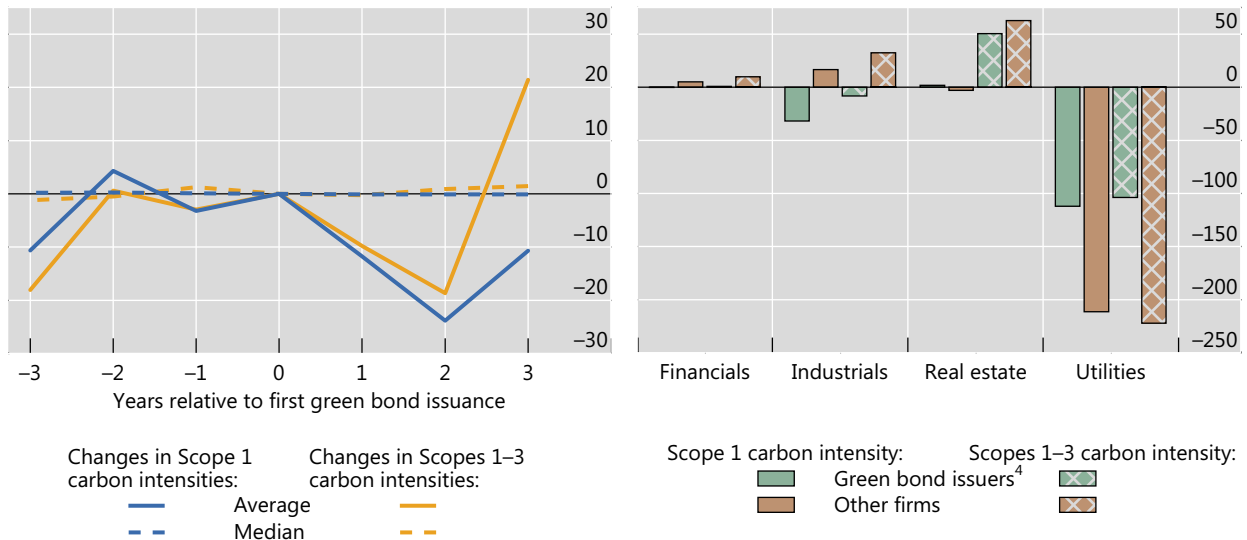 30
20
10
0
–10
–20
–30
–3 –2 –1 0 1 2 3
Years relative to first green bond issuance
Changes in Scope 1 carbon intensities:
Changes in Scopes 1–3 carbon intensities:
Average
Median
50
0
–50
–100
–150
–200
–250
Financials Industrials Real estate Utilities
Scope 1 carbon intensity: Scopes 1–3 carbon intensity:
Green bond issuers4
Other firms